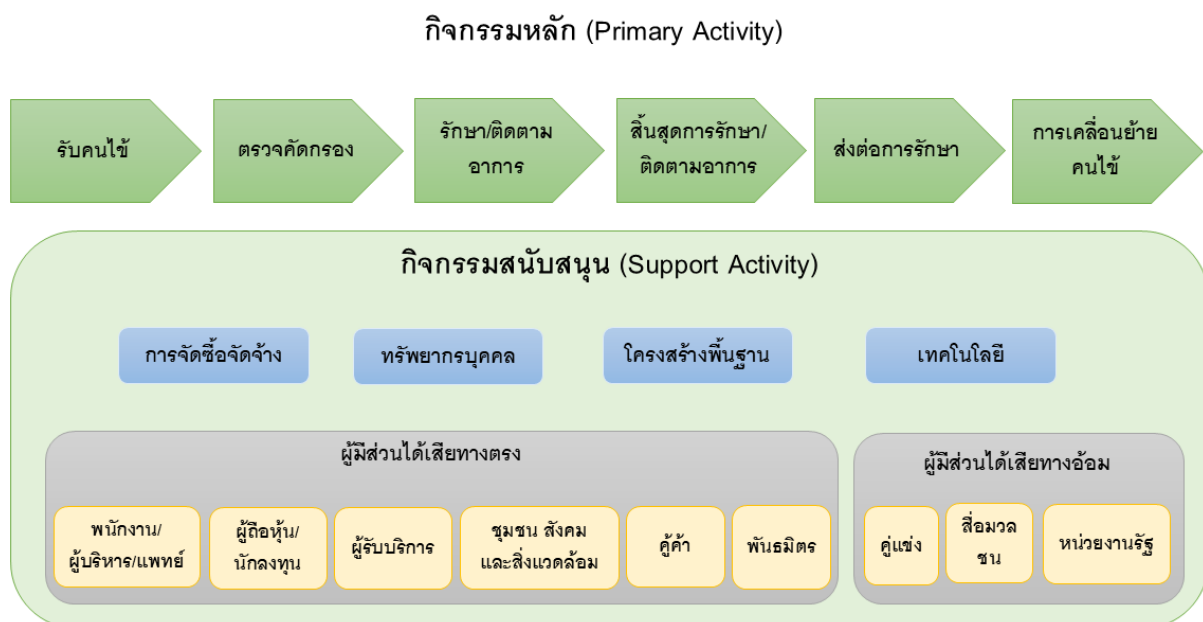 กิจกรรมหลัก (Primary Activity)
รับคนไข้
ตรวจคัดกรอง
รักษา/ติดตาม
อาการ
สิ้นสุดการรักษา/
ติดตามอาการ
ส่งต่อการรักษา
การเคลื่อนย้าย
คนไข้
กิจกรรมสนับสนุน (Support Activity)
การจัดซื้อจัดจ้าง
ทรัพยากรบุคคล
โครงสร้างพื้นฐาน
เทคโนโลยี
ผู้มีส่วนได้เสียทางตรง
พนักงาน/
ผู้บริหาร/แพทย์
ผู้ถือหุ้น/
นักลงทุน
ผู้รับบริการ
ชุมชน สังคม
และสิ่งแวดล้อม
คู้ค้า
พันธมิตร
ผู้มีส่วนได้เสียทางอ้อม
คู่แข่ง
สื่อมวล
ชน
หน่วยงานรัฐ